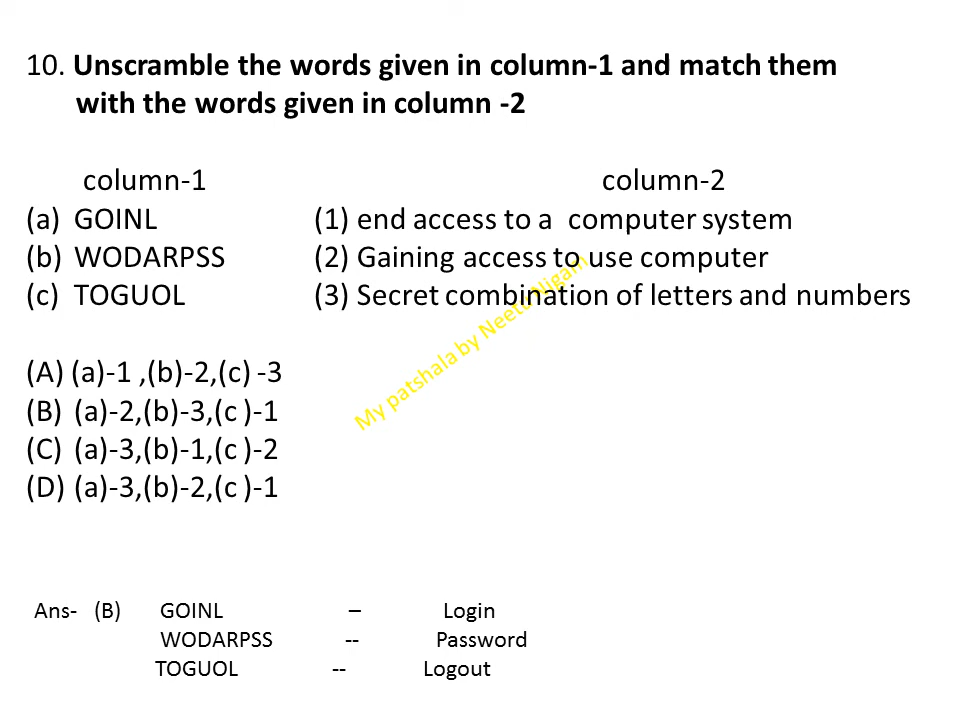 10. Unscramble the words given in column-1 and match them
with the words given in column -2
column-1 column-2
(a) GOINL (1) end access to a computer system
(b) WODARPSS (2) Gaining access to use computer
(c) TOGUOL (3) Secret combination of letters and numbers
My patshala by Neeta Nigam
(A) (a)-1 ,(b)-2,(c) -3
(B) (a)-2,(b)-3,(c )-1
(C) (a)-3,(b)-1,(c )-2
(D) (a)-3,(b)-2,(c )-1
Ans- (B) GOINL – Login
WODARPSS -- Password
TOGUOL -- Logout